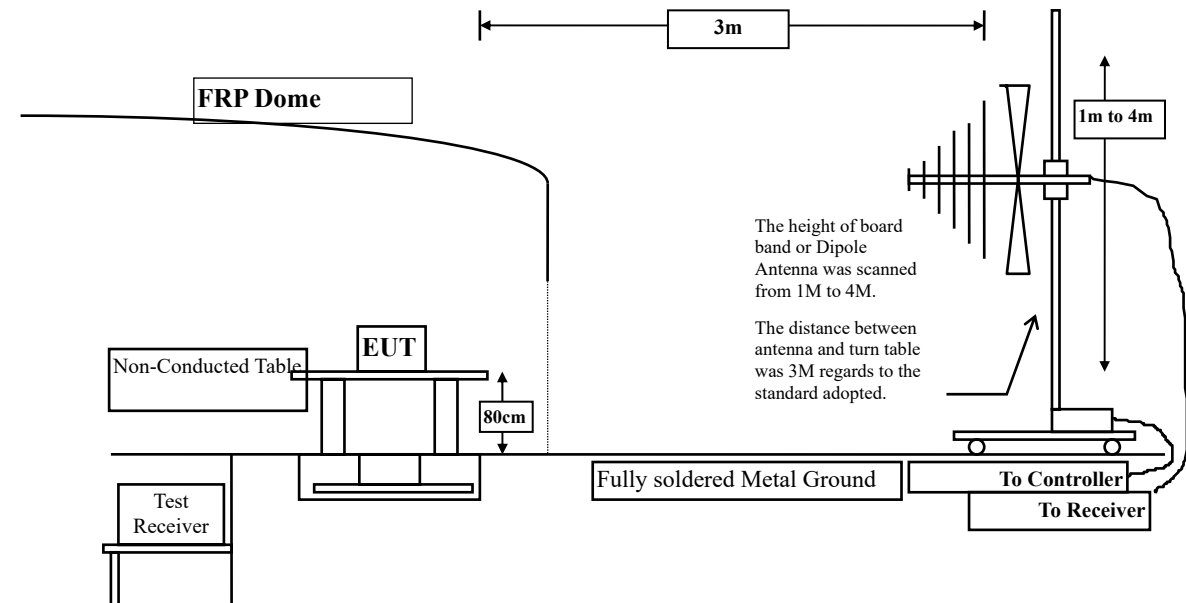 3m
FRP Dome
1m to 4m
The height of board
band or Dipole
Antenna was scanned
from 1M to 4M.
The distance between
antenna and turn table
was 3M regards to the
standard adopted.
EUT
Non-Conducted Table
80cm
Fully soldered Metal Ground
To Controller
Test
Receiver
To Receiver